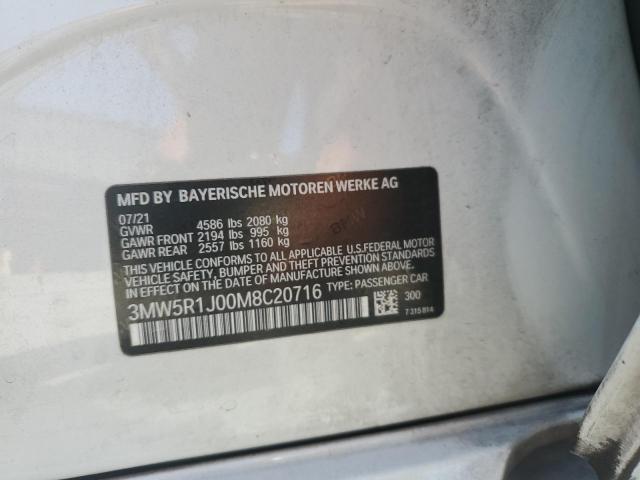 MFD BY BAYERISCHE MOTOREN WERKE AG
07/21
GVWR 4586 lbs 2080 kg
GAWR FRONT 2194 lbs 995 kg
GAWR REAR 2557 lbs 1160 kg
THIS VEHICLE CONFORMS TO ALL APPLICABLE U.S.FEDERAL MOTOR
VEHICLE SAFETY, BUMPER AND THEFT PREVENTION STANDARDS
IN EFFECT ON THE DATE OF MANUFACTURE SHOWN ABOVE.
3MW5R1J00M8C20716 TYPE: PASSENGER CAR
300
7 315 814